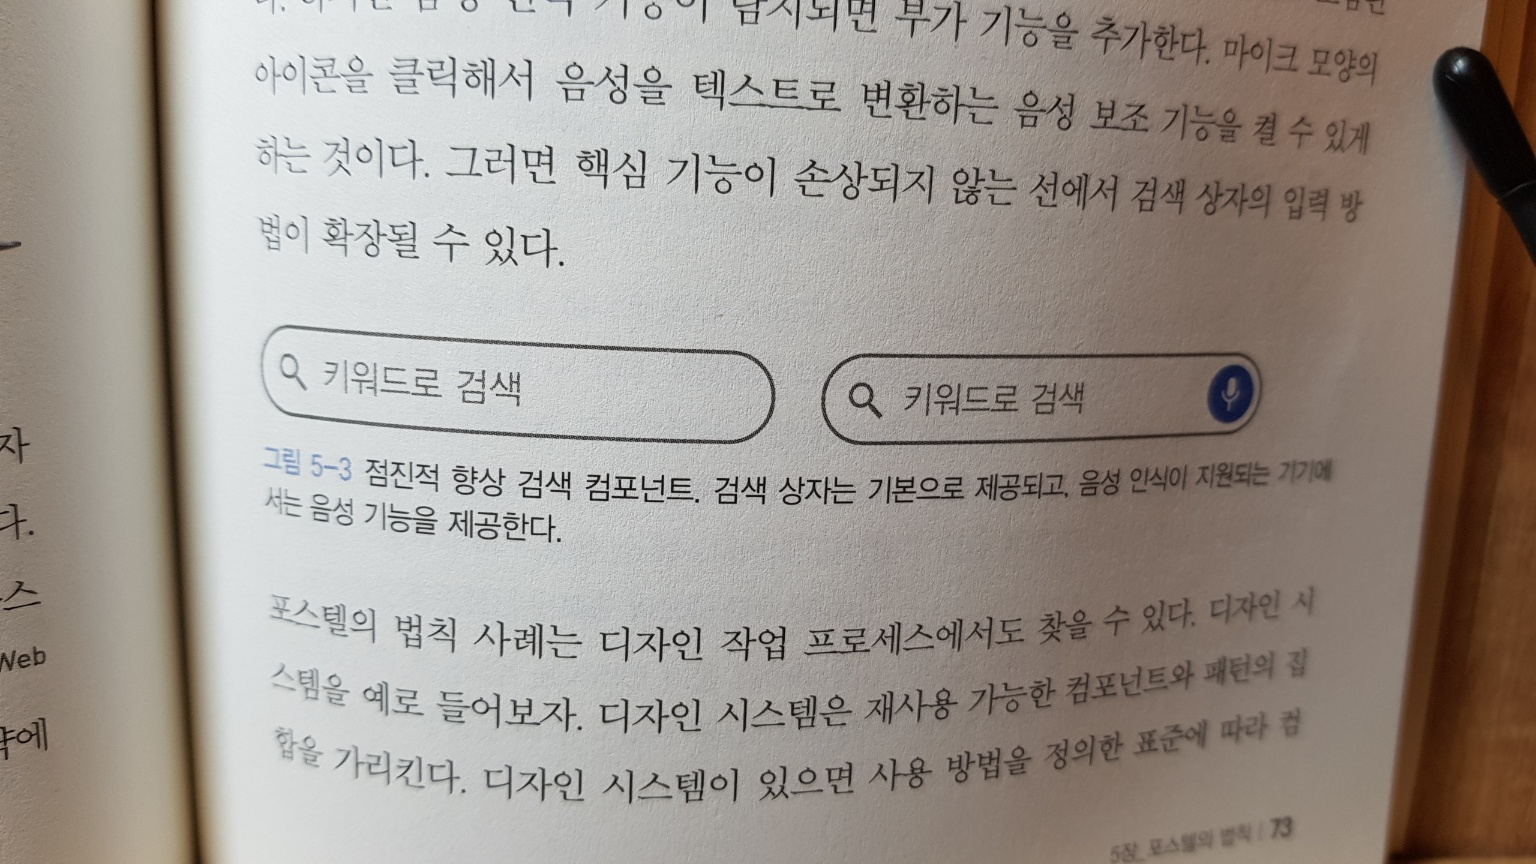 부가 기능을 추가한다. 마이크 모양의
아이콘을 클릭해서 음성을 텍스트로 변환하는 음성 보조 기능을 켤 수 있게
하는 것이다. 그러면 핵심 기능이 손상되지 않는 선에서 검색 상자의 입력 방
법이 확장될 수 있다.
키워드로 검색
키워드로 검색
그림 5-3 점진적 향상 검색 컴포넌트. 검색 상자는 기본으로 제공되고, 음성 인식이 지원되는 기기에
서는 음성 기능을 제공한다.
포스텔의 법칙 사례는 디자인 작업 프로세스에서도 찾을 수 있다. 디자인 시
스템을 예로 들어보자. 디자인 시스템은 재사용 가능한 컴포넌트와 패턴의 집
합을 가리킨다. 디자인 시스템이 있으면 사용 방법을 정의한 표준에 따라 컴
5장_포스텔의 법칙 | 73
자
다.
스
Web
에